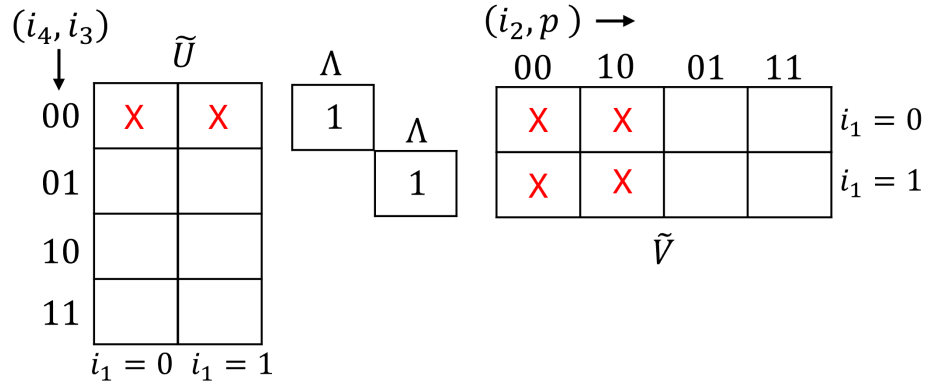 (i₄, i₃)
Ũ
Λ
Λ
(i₂, p ) →
00 10 01 11
00 X X
01
10
11
1
1
X X
X X
i₁ = 0
i₁ = 1
Ṽ
i₁ = 0 i₁ = 1